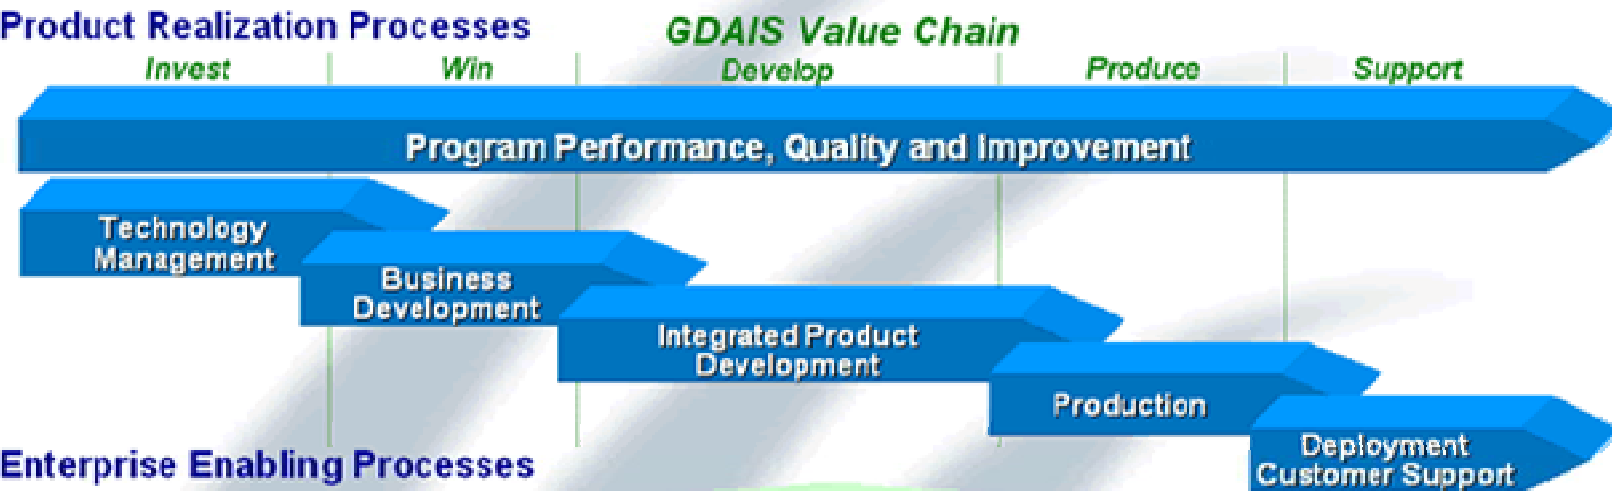 Product Realization Processes
GDAIS Value Chain
Invest
Win
Develop
Produce
Support
Program Performance, Quality and Improvement
Technology
Management
Business
Development
Integrated Product
Development
Production
Deployment
Customer Support
Enterprise Enabling Processes